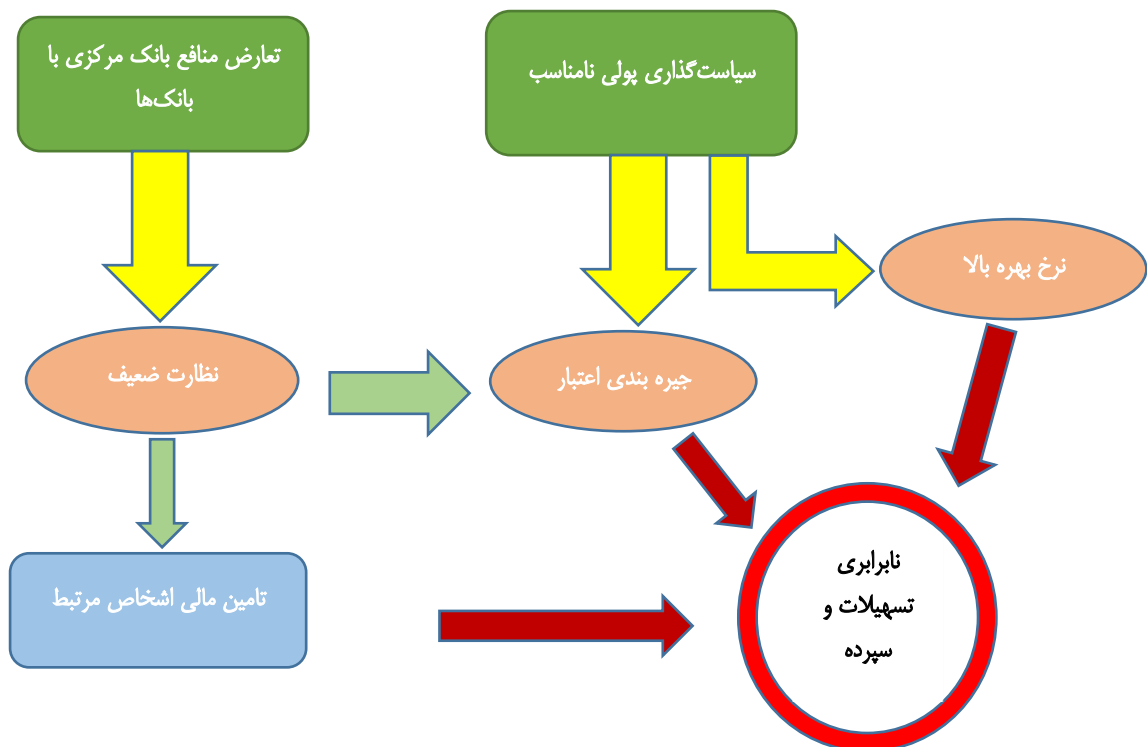 سیاست‌گذاری پولی نامناسب
تعارض منافع بانک مرکزی با
بانک‌ها
نرخ بهره بالا
جیره بندی اعتبار
نظارت ضعیف
نابرابری
تسهیلات و
سپرده
تامین مالی اشخاص مرتبط